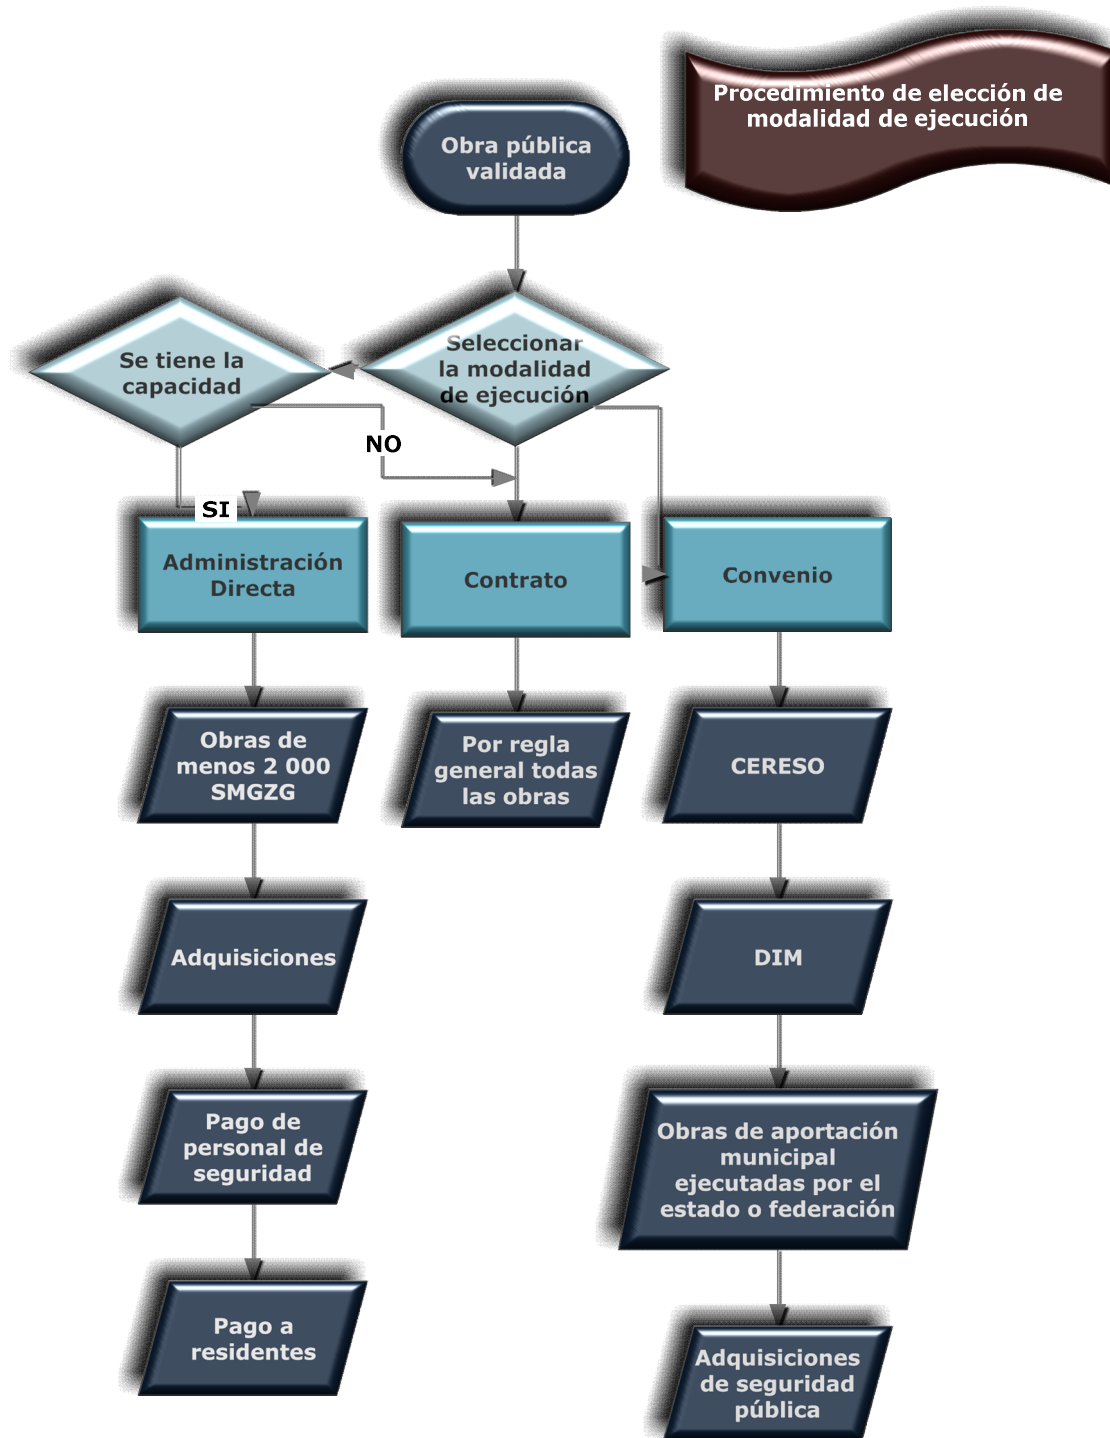 Procedimiento de elección de
modalidad de ejecución
Obra pública
validada
Seleccionar
la modalidad
de ejecución
Se tiene la
capacidad
NO
SI
Administración
Directa
Contrato
Convenio
Obras de
menos 2 000
SMGZG
Por regla
general todas
las obras
CERESO
Adquisiciones
DIM
Pago de
personal de
seguridad
Obras de aportación
municipal
ejecutadas por el
estado o federación
Pago a
residentes
Adquisiciones
de seguridad
pública